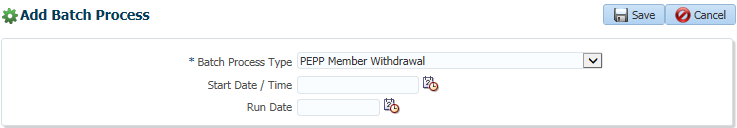 Add Batch Process
Save
Cancel
* Batch Process Type PEPP Member Withdrawal
Start Date / Time
Run Date